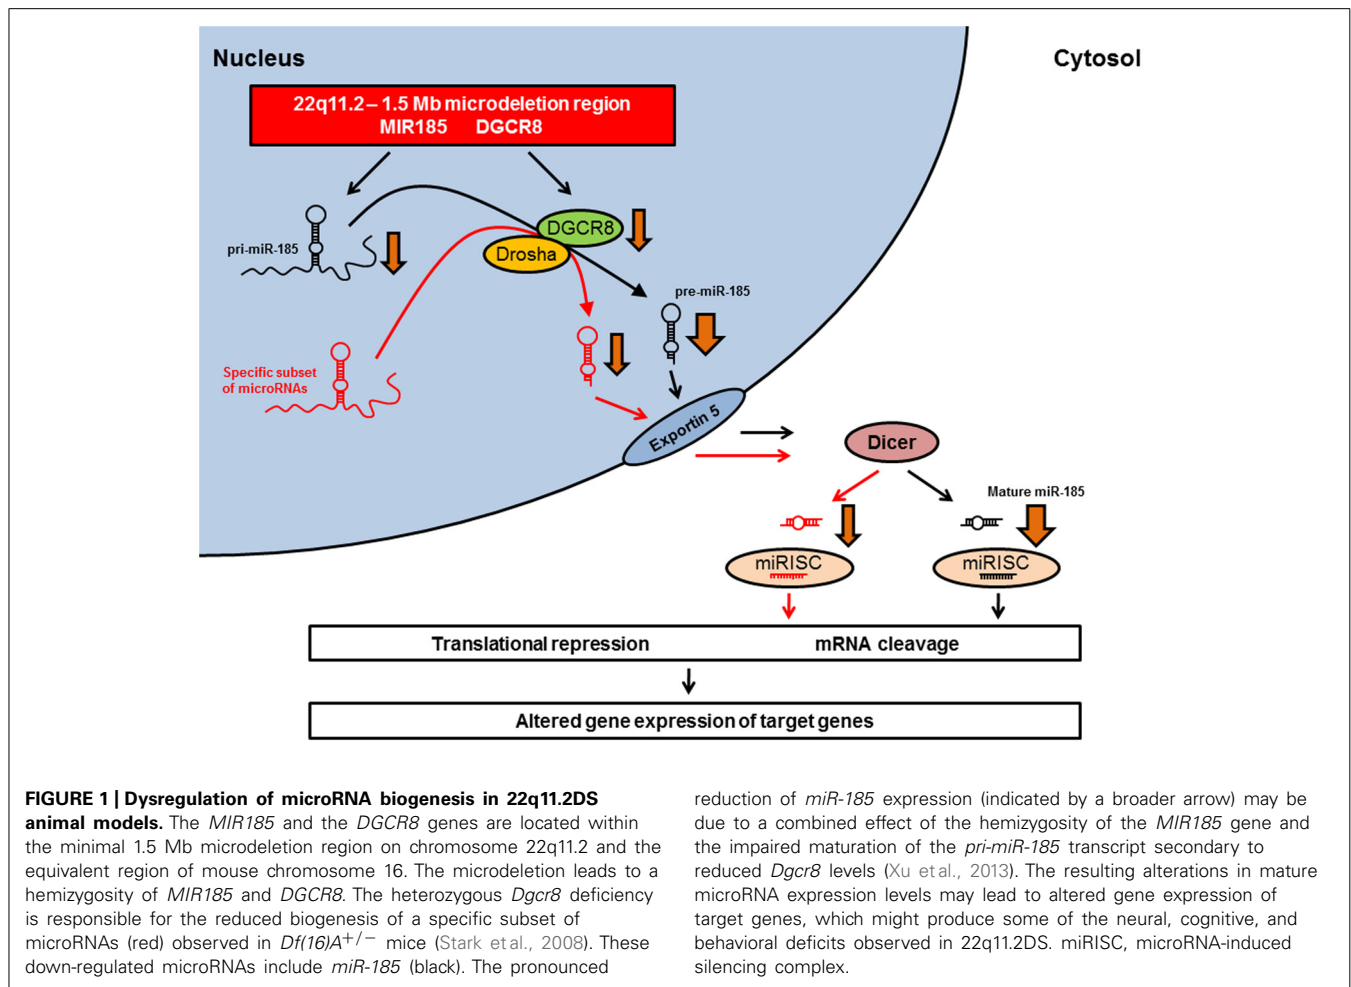 Nucleus
Cytosol
22q11.2 – 1.5 Mb microdeletion region
MIR185 DGCR8
DGCR8
pri-miR-185
Drosha
pre-miR-185
Specific subset
of microRNAs
Exportin 5
Dicer
Mature miR-185
miRISC
miRISC
Translational repression mRNA cleavage
Altered gene expression of target genes
FIGURE 1 | Dysregulation of microRNA biogenesis in 22q11.2DS
animal models. The MIR185 and the DGCR8 genes are located within
the minimal 1.5 Mb microdeletion region on chromosome 22q11.2 and the
equivalent region of mouse chromosome 16. The microdeletion leads to a
hemizygosity of MIR185 and DGCR8. The heterozygous Dgcr8 deficiency
is responsible for the reduced biogenesis of a specific subset of
microRNAs (red) observed in Df(16)A+/− mice (Stark et al., 2008). These
down-regulated microRNAs include miR-185 (black). The pronounced
reduction of miR-185 expression (indicated by a broader arrow) may be
due to a combined effect of the hemizygosity of the MIR185 gene and
the impaired maturation of the pri-miR-185 transcript secondary to
reduced Dgcr8 levels (Xu et al., 2013). The resulting alterations in mature
microRNA expression levels may lead to altered gene expression of
target genes, which might produce some of the neural, cognitive, and
behavioral deficits observed in 22q11.2DS. miRISC, microRNA-induced
silencing complex.